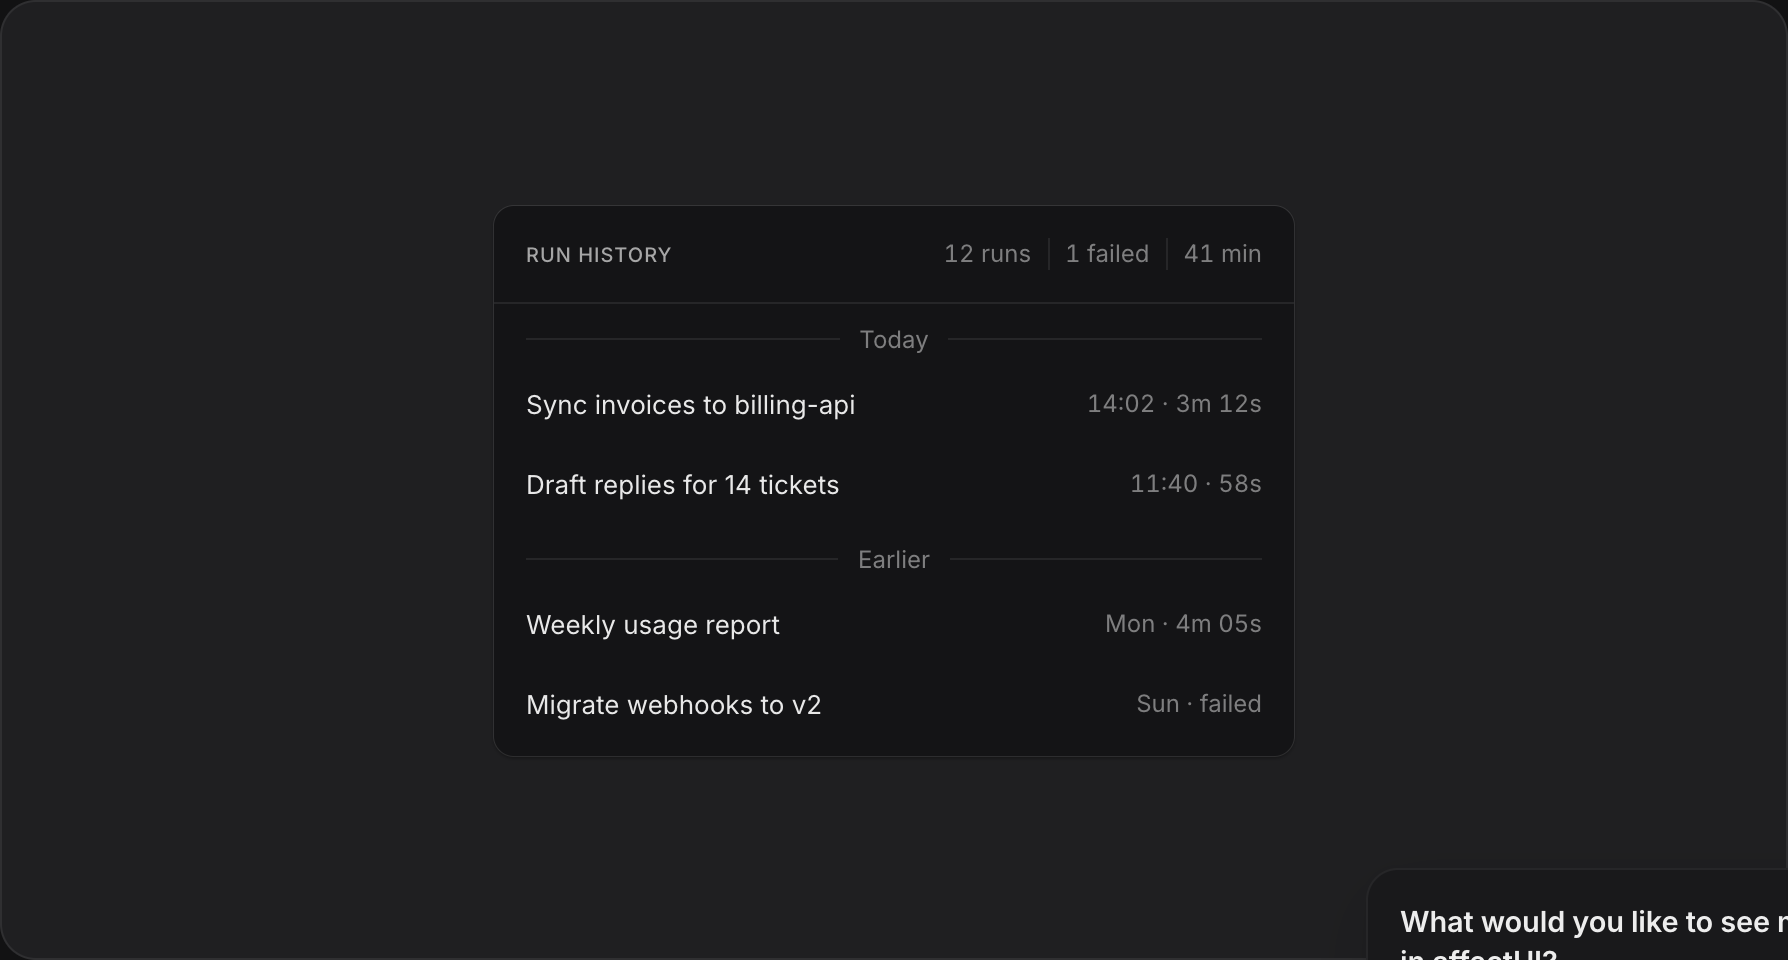 RUN HISTORY
12 runs 1 failed 41 min
Today
Sync invoices to billing-api 14:02 · 3m 12s
Draft replies for 14 tickets 11:40 · 58s
Earlier
Weekly usage report Mon · 4m 05s
Migrate webhooks to v2 Sun · failed
What would you like to see
in affectUI?